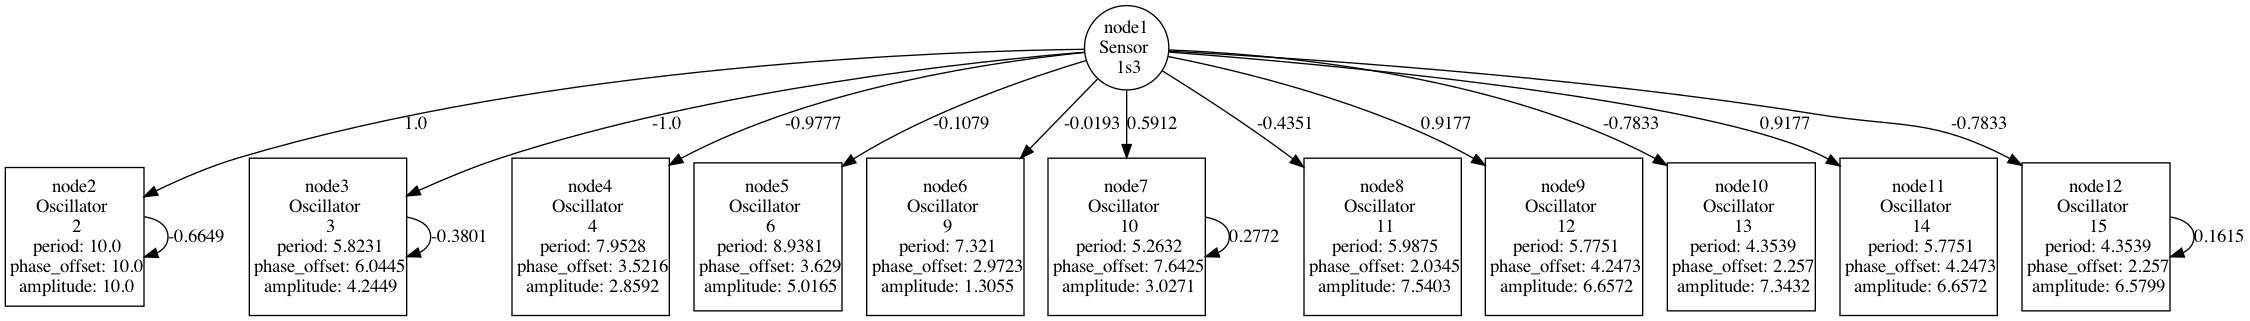 node1
Sensor
1s3
1.0
-1.0
-0.9777
-0.1079
-0.0193
0.5912
-0.4351
0.9177
-0.7833
0.9177
-0.7833
node2
Oscillator
2
period: 10.0
phase_offset: 10.0
amplitude: 10.0
-0.6649
node3
Oscillator
3
period: 5.8231
phase_offset: 6.0445
amplitude: 4.2449
-0.3801
node4
Oscillator
4
period: 7.9528
phase_offset: 3.5216
amplitude: 2.8592
node5
Oscillator
6
period: 8.9381
phase_offset: 3.629
amplitude: 5.0165
node6
Oscillator
9
period: 7.321
phase_offset: 2.9723
amplitude: 1.3055
node7
Oscillator
10
period: 5.2632
phase_offset: 7.6425
amplitude: 3.0271
0.2772
node8
Oscillator
11
period: 5.9875
phase_offset: 2.0345
amplitude: 7.5403
node9
Oscillator
12
period: 5.7751
phase_offset: 4.2473
amplitude: 6.6572
node10
Oscillator
13
period: 4.3539
phase_offset: 2.257
amplitude: 7.3432
node11
Oscillator
14
period: 5.7751
phase_offset: 4.2473
amplitude: 6.6572
node12
Oscillator
15
period: 4.3539
phase_offset: 2.257
amplitude: 6.5799
0.1615